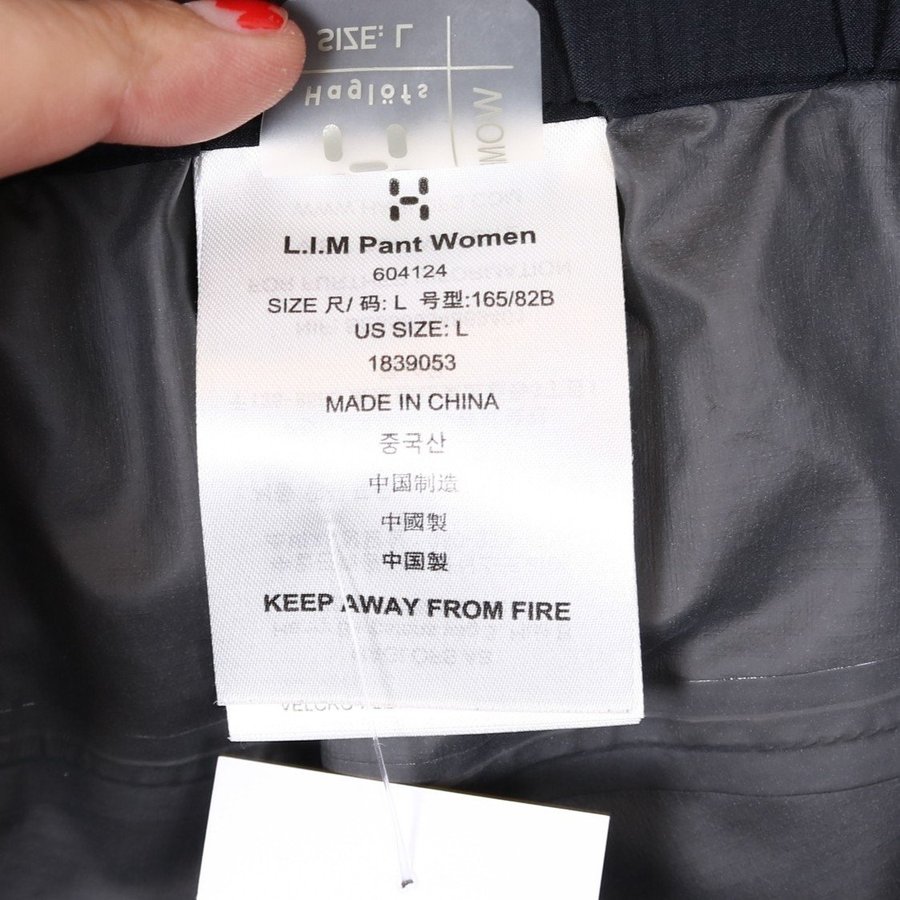 SIZE: L
Haglöfs
WOM
L.I.M Pant Women
604124
SIZE 尺/ 码: L 号型:165/82B
US SIZE: L
1839053
MADE IN CHINA
중국산
中国制造
中國製
中国製
KEEP AWAY FROM FIRE